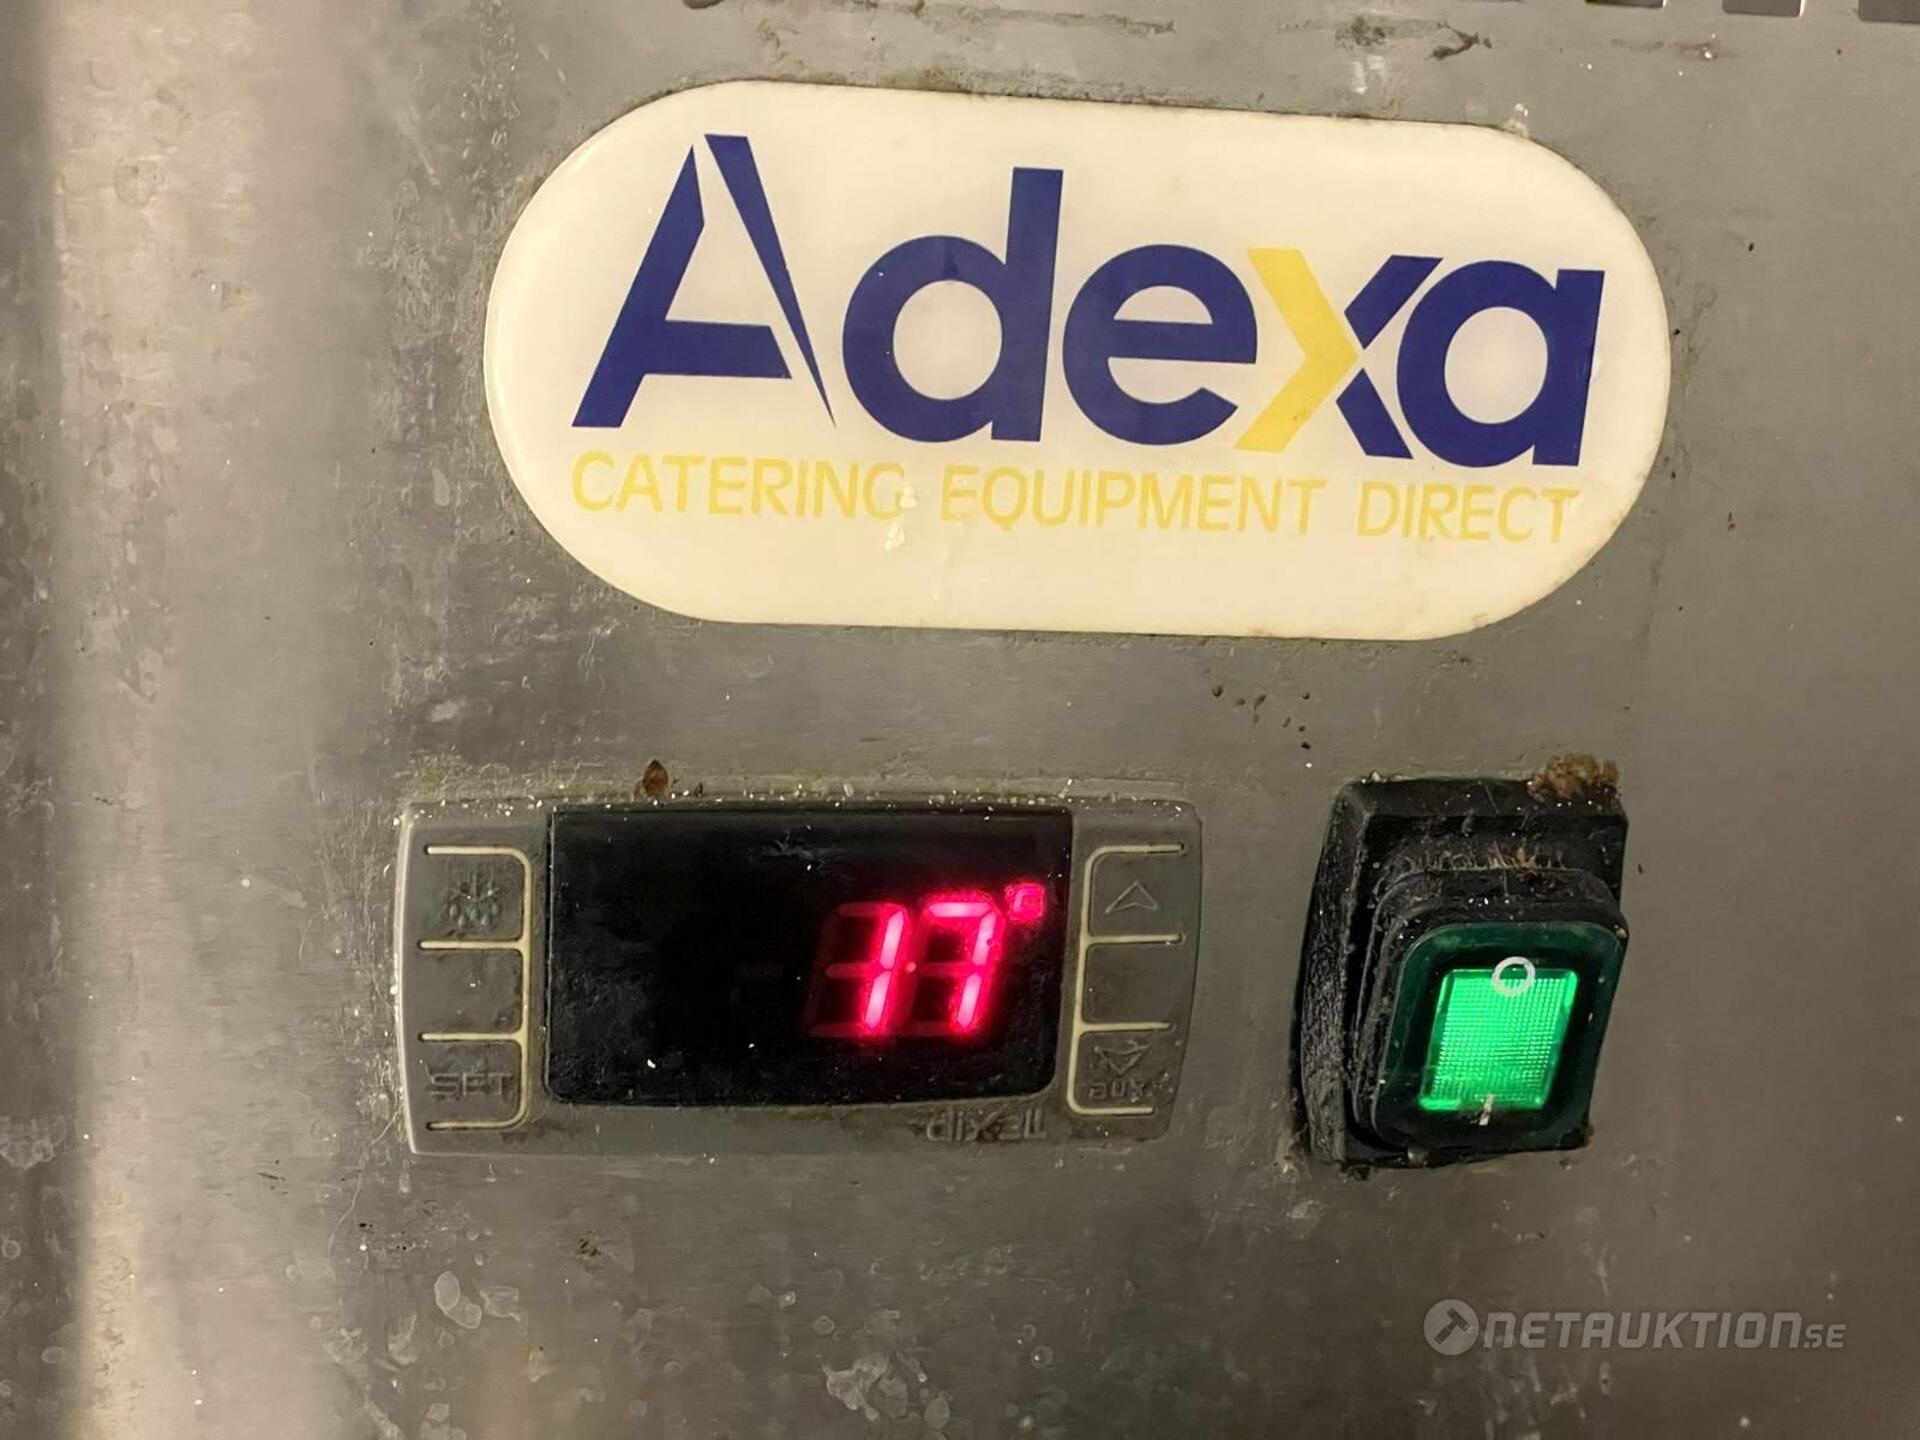 Adexa
CATERING EQUIPMENT DIRECT
17°
SET
aux
dixell
NETAUKTION.SE